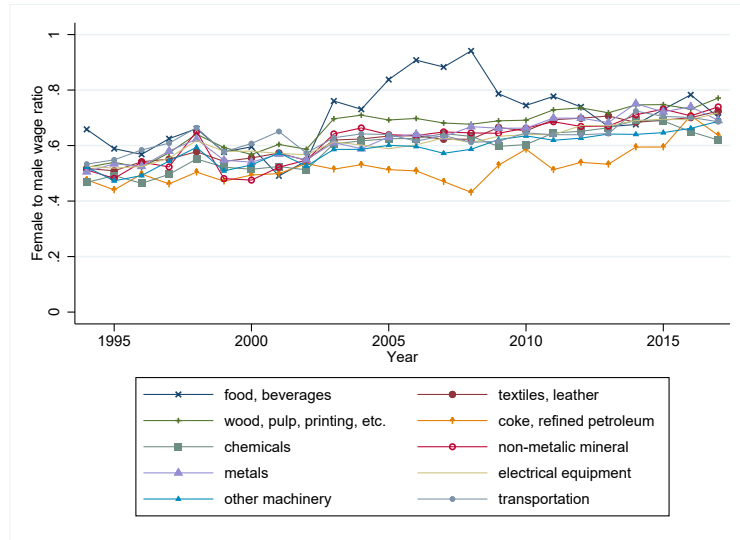 Female to male wage ratio
1
.8
.6
.4
.2
0
1995 2000 2005 2010 2015
Year
food, beverages textiles, leather
wood, pulp, printing, etc. coke, refined petroleum
chemicals non-metalic mineral
metals electrical equipment
other machinery transportation